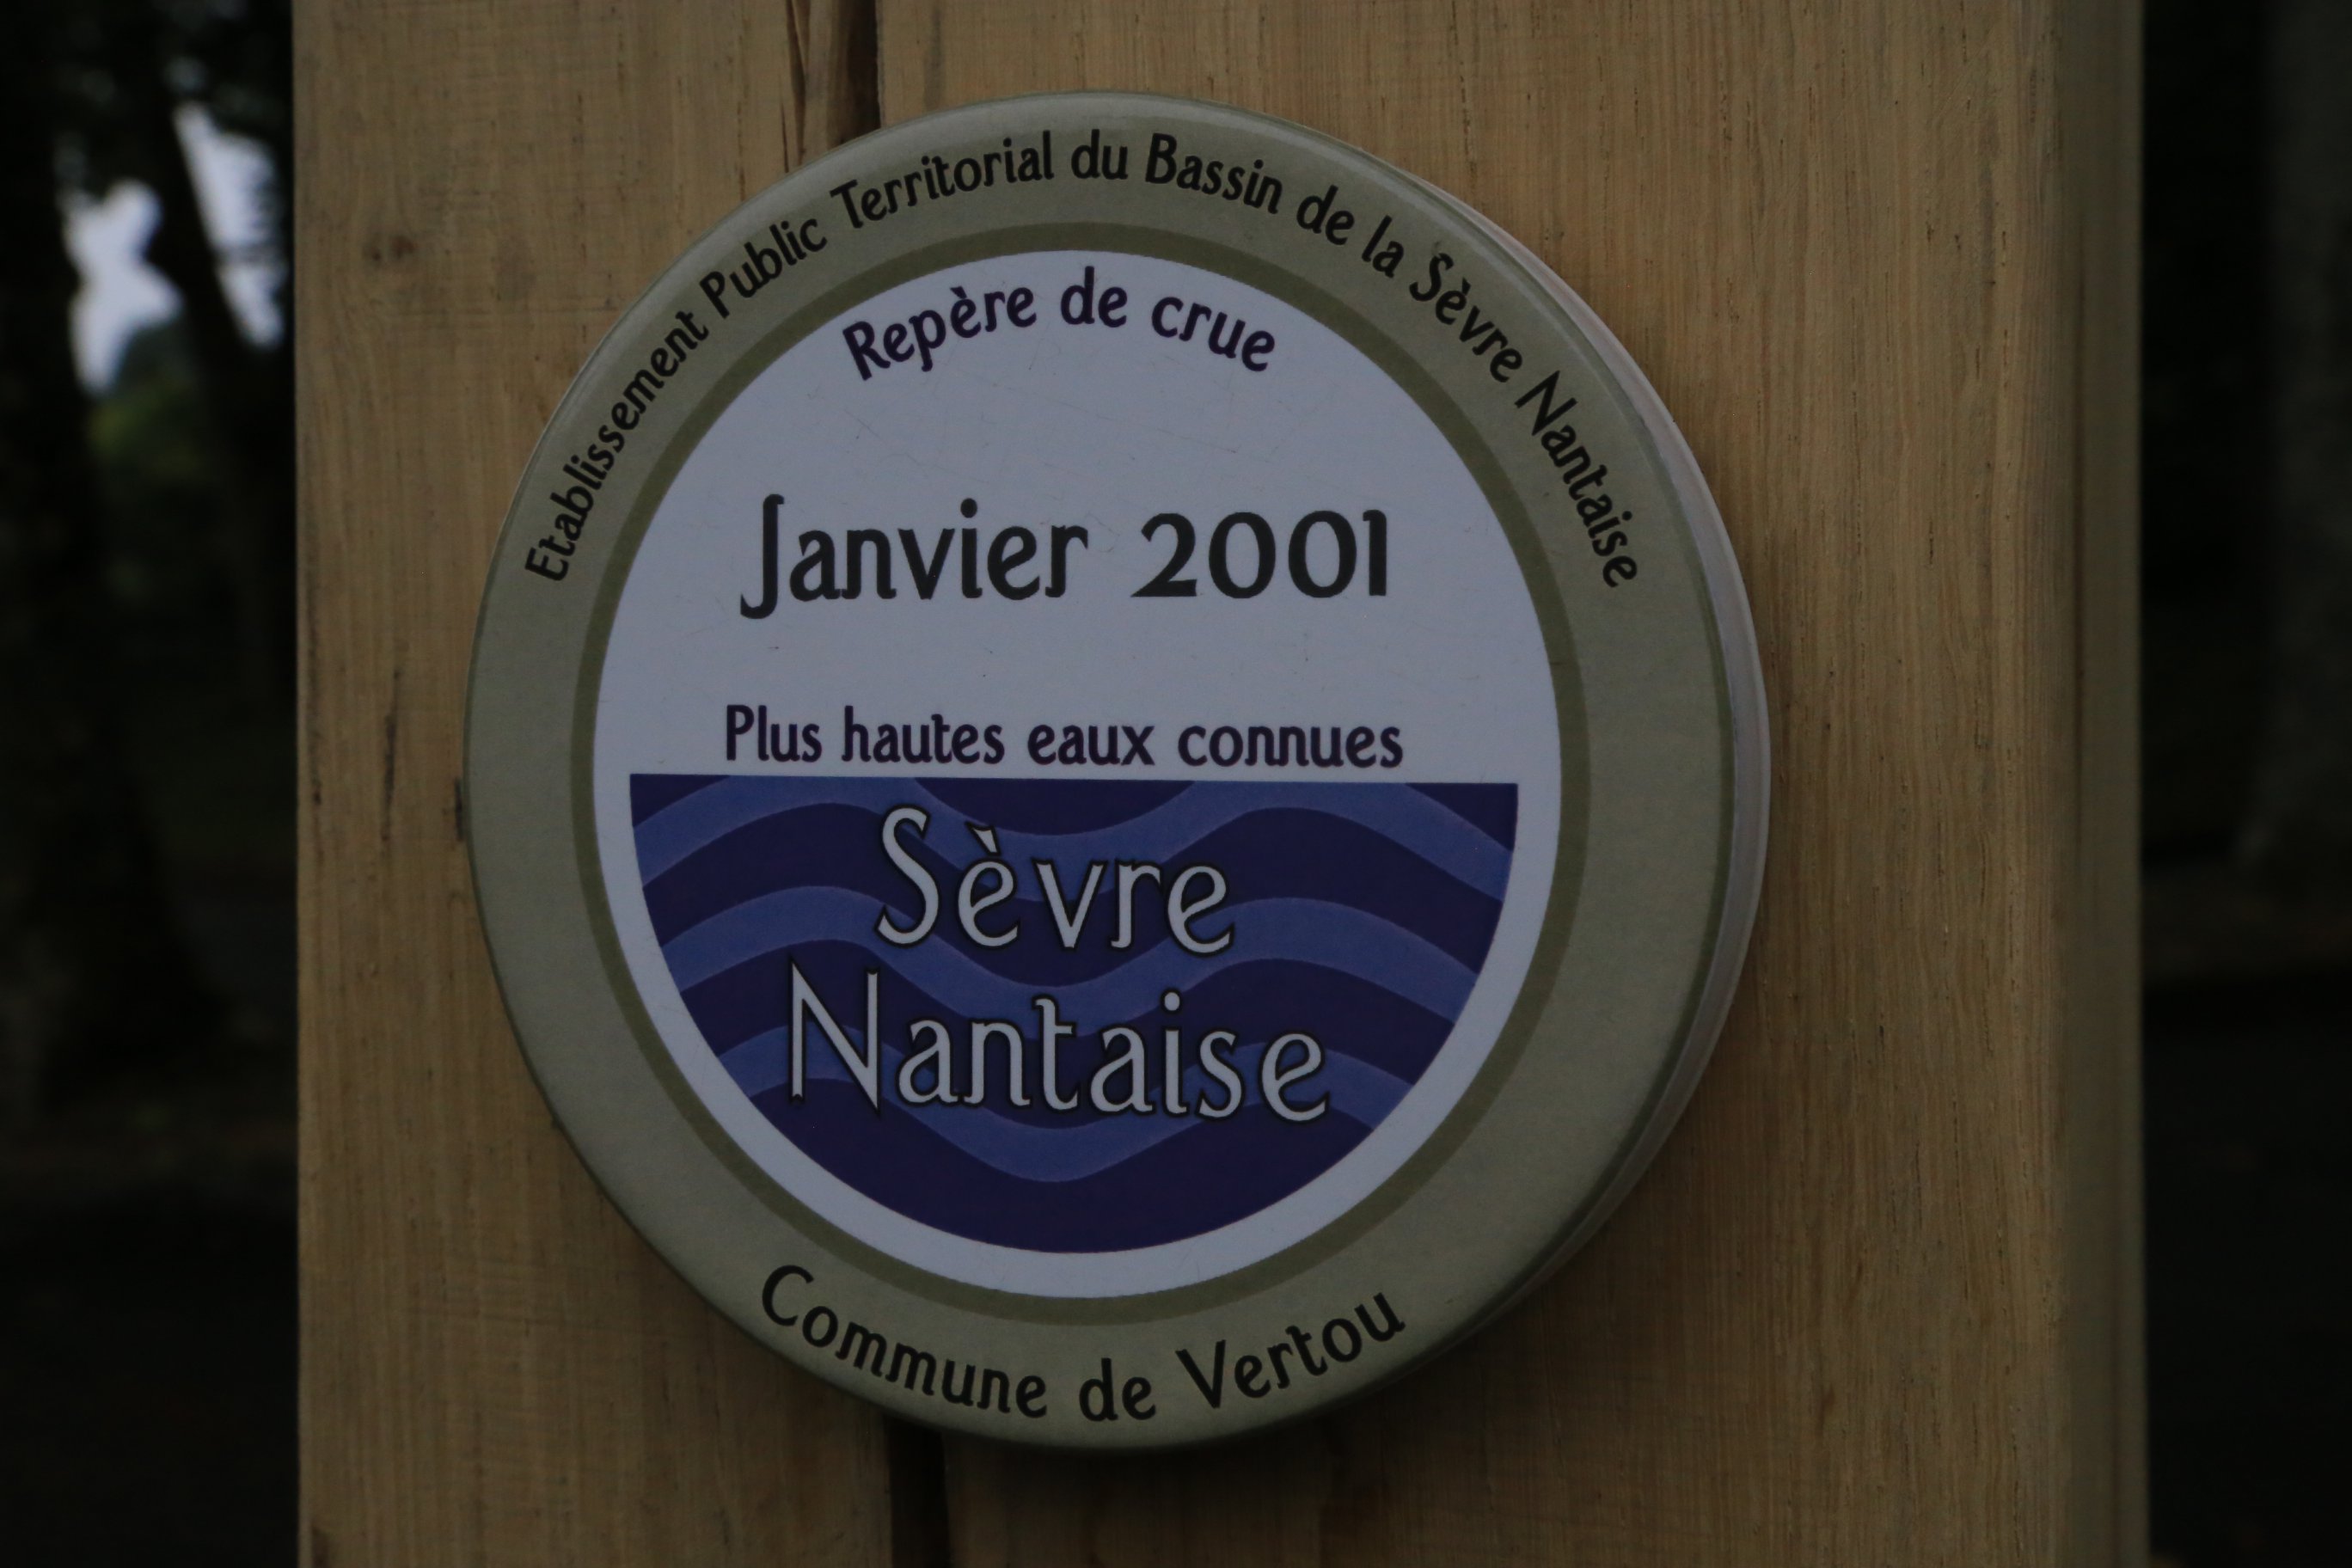 Etablissement Public Territorial du Bassin de la Sèvre Nantaise
Repère de crue
Janvier 2001
Plus hautes eaux connues
Sèvre
Nantaise
Commune de Vertou